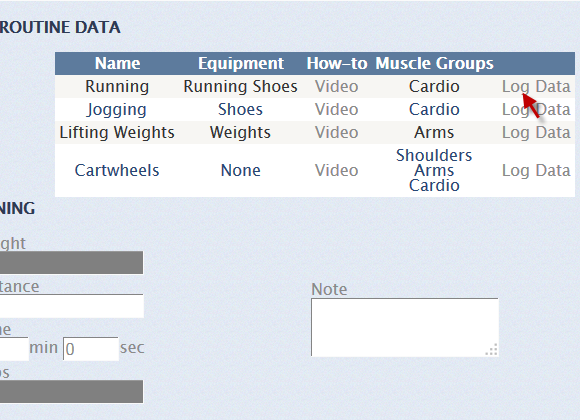 ROUTINE DATA
Name Equipment How-to Muscle Groups
Running Running Shoes Video Cardio Log Data
Jogging Shoes Video Cardio Log Data
Lifting Weights Weights Video Arms Log Data
Cartwheels None Video Shoulders Arms Cardio Log Data
NING
ight
tance
Note
ne
min 0 sec
os